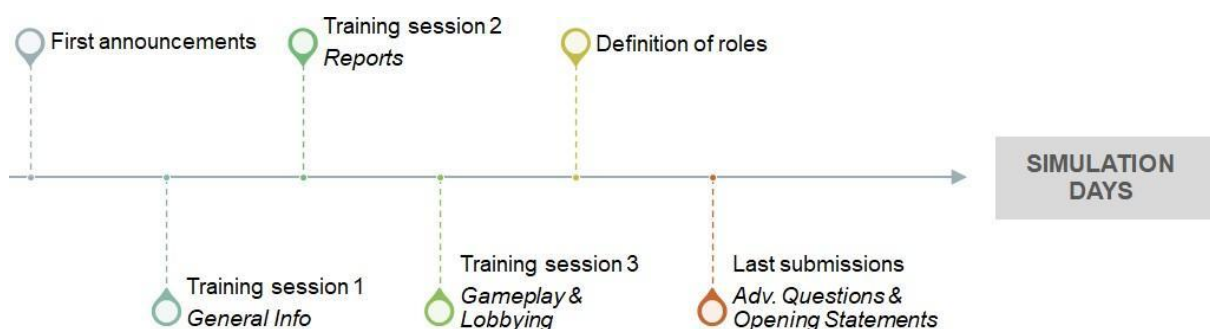 First announcements
Training session 2
Reports
Definition of roles
SIMULATION
DAYS
Training session 1
General Info
Training session 3
Gameplay &
Lobbying
Last submissions
Adv. Questions &
Opening Statements